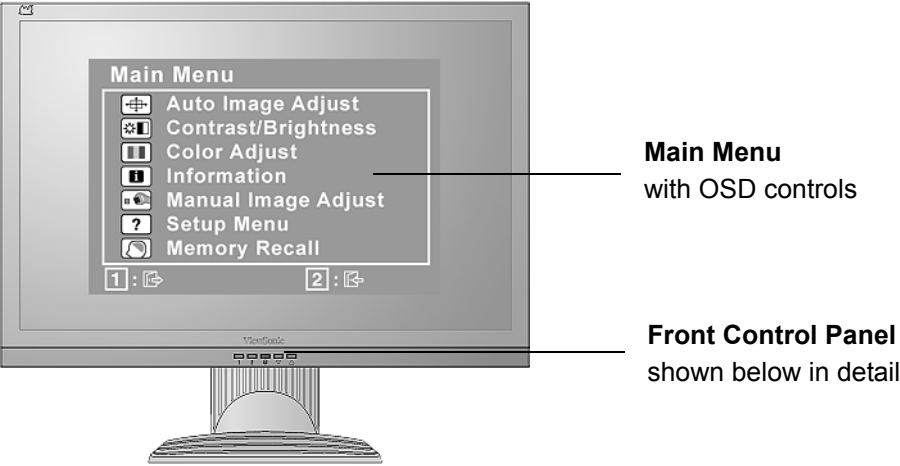 Main Menu
Auto Image Adjust
Contrast/Brightness
Color Adjust
Information
Manual Image Adjust
? Setup Menu
Memory Recall
1 :
2 :
Main Menu
with OSD controls
ViewSonic
Front Control Panel
shown below in detail